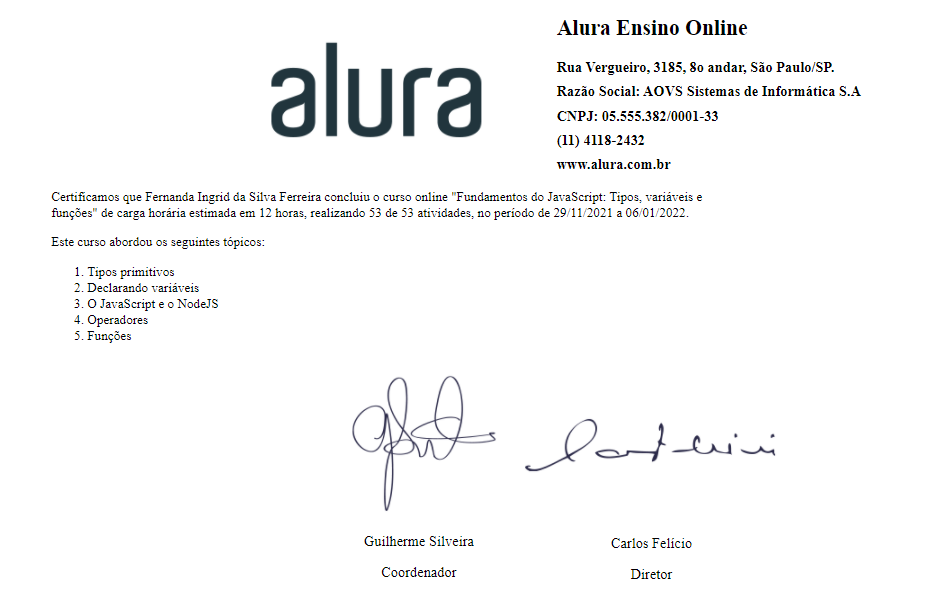 alura
Alura Ensino Online
Rua Vergueiro, 3185, 8o andar, São Paulo/SP.
Razão Social: AOVS Sistemas de Informática S.A
CNPJ: 05.555.382/0001-33
(11) 4118-2432
www.alura.com.br
Certificamos que Fernanda Ingrid da Silva Ferreira concluiu o curso online "Fundamentos do JavaScript: Tipos, variáveis e
funções" de carga horária estimada em 12 horas, realizando 53 de 53 atividades, no período de 29/11/2021 a 06/01/2022.
Este curso abordou os seguintes tópicos:
1. Tipos primitivos
2. Declarando variáveis
3. O JavaScript e o NodeJS
4. Operadores
5. Funções
Guilherme Silveira
Coordenador
Carlos Felício
Diretor